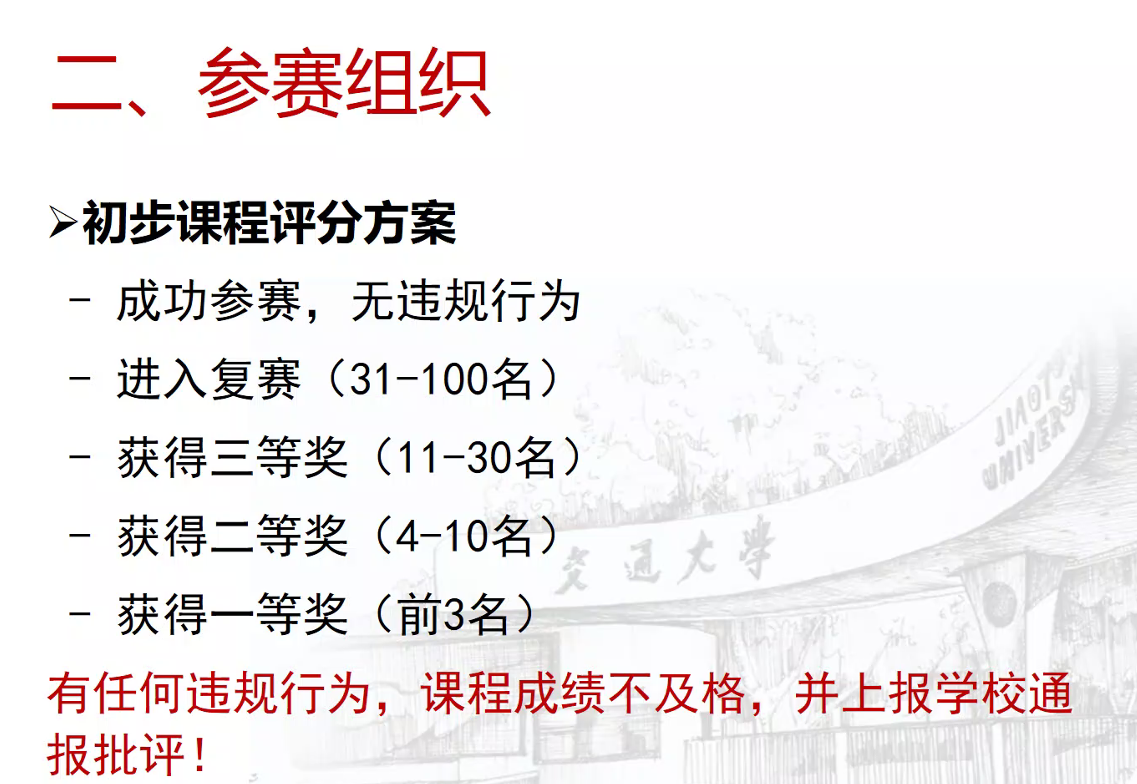 二、参赛组织
➢初步课程评分方案
- 成功参赛，无违规行为
- 进入复赛（31-100名）
- 获得三等奖（11-30名）
- 获得二等奖（4-10名）
- 获得一等奖（前3名）
有任何违规行为，课程成绩不及格，并上报学校通
报批评！
交通大学
JIAOTO
UNIVERS